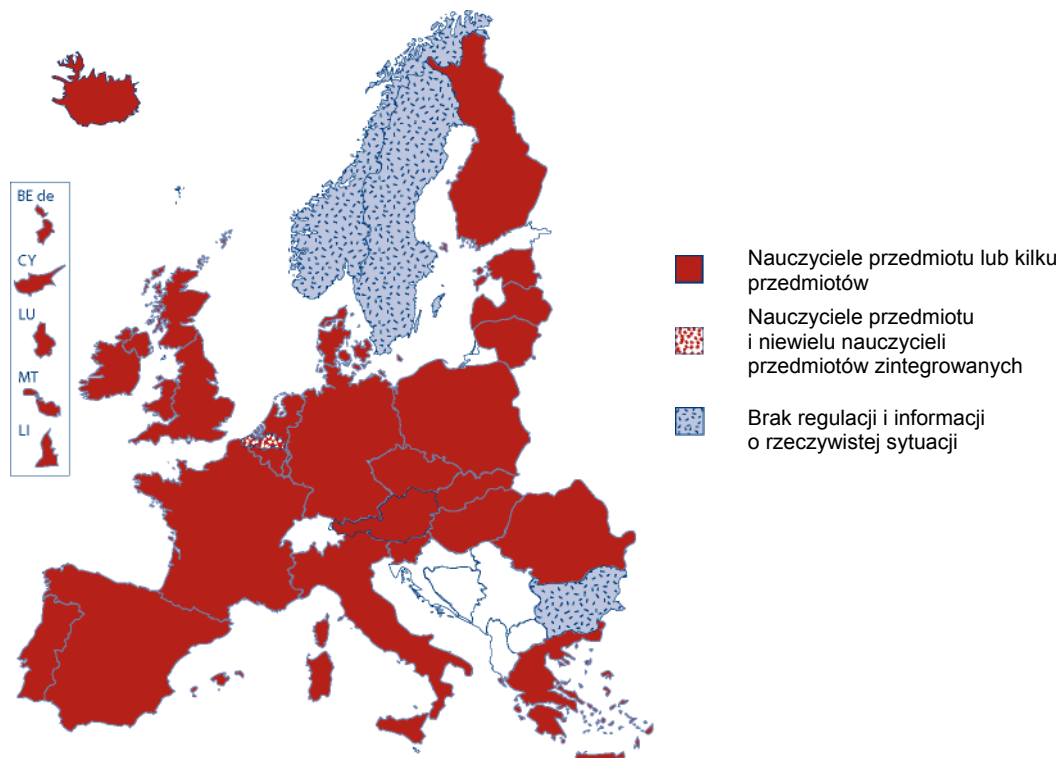 BE de
CY
LU
MT
LI
Nauczyciele przedmiotu lub kilku
przedmiotów
Nauczyciele przedmiotu
i niewielu nauczycieli
przedmiotów zintegrowanych
Brak regulacji i informacji
o rzeczywistej sytuacji